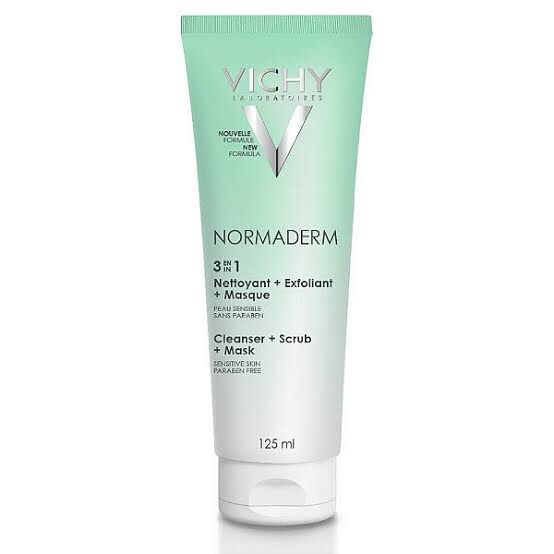 VICHY
LABORATOIRES
NOUVELLE
FORMULE
NEW
FORMULA
NORMADERM
3 EN IN 1
Nettoyant + Exfoliant
+ Masque
PEAU SENSIBLE
SANS PARABEN
Cleanser + Scrub
+ Mask
SENSITIVE SKIN
PARABEN FREE
125 ml